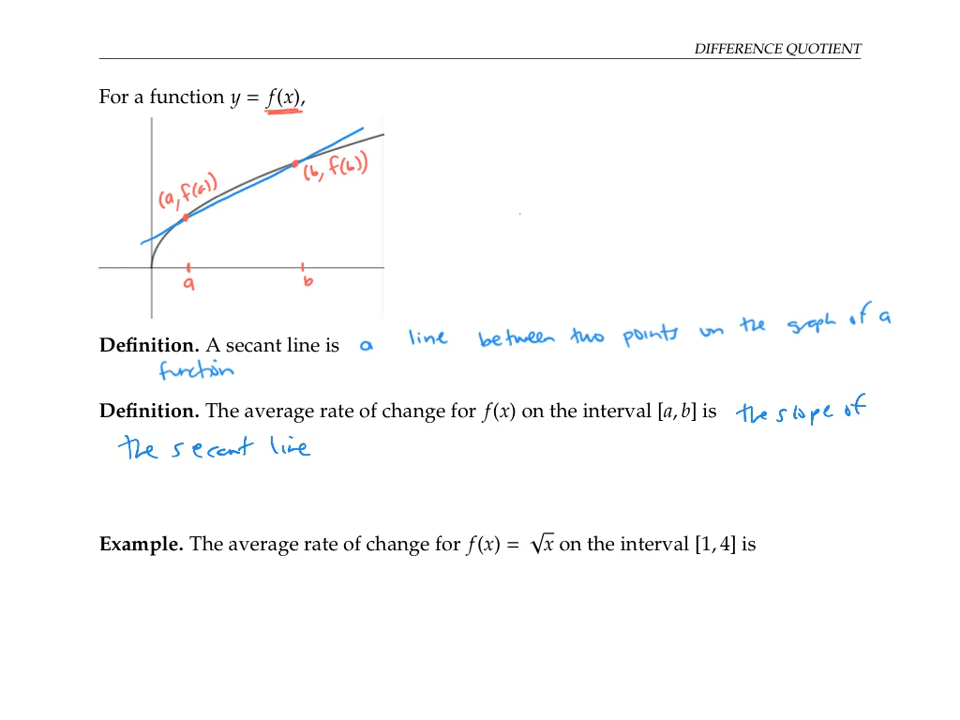 DIFFERENCE QUOTIENT
For a function y = f(x),
(a, f(a))
(b, f(b))
a
b
Definition. A secant line is a line between two points on the graph of a
function
Definition. The average rate of change for f(x) on the interval [a, b] is the slope of
the secant line
Example. The average rate of change for f(x) = √x on the interval [1, 4] is